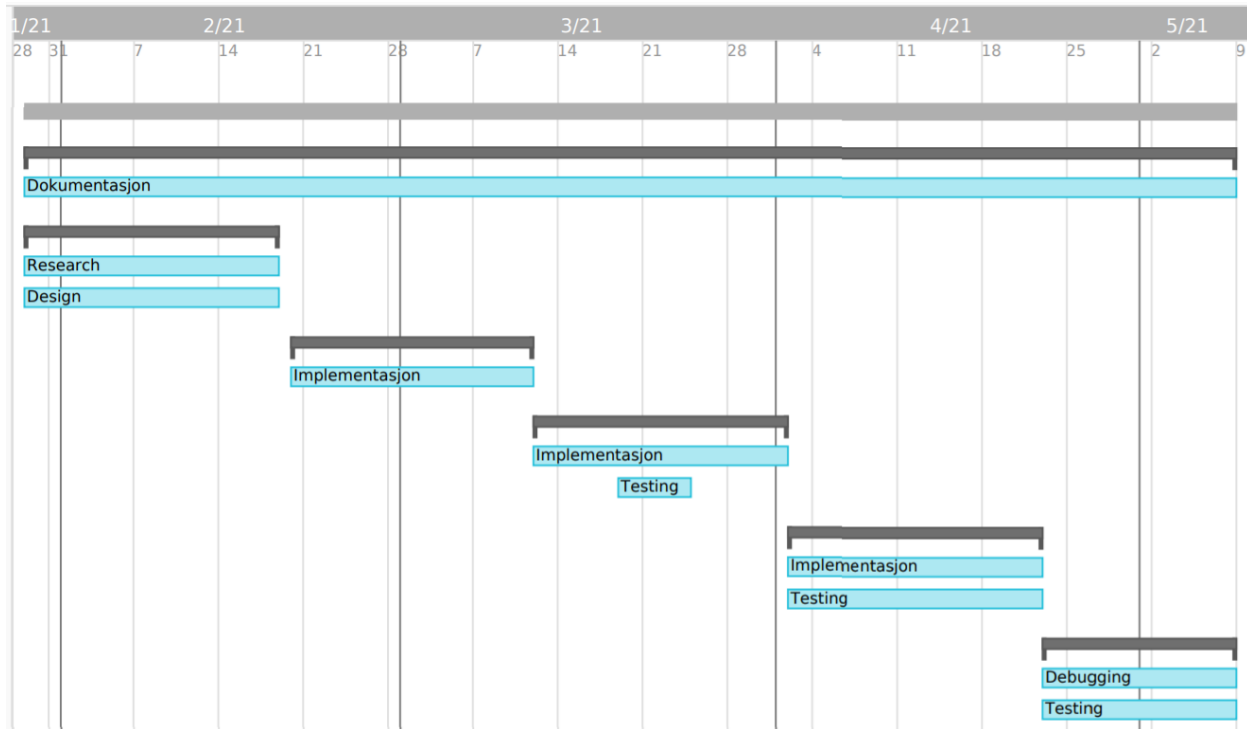 1/21 2/21 3/21 4/21 5/21
28 31 7 14 21 28 7 14 21 28 4 11 18 25 2 9
Dokumentasjon
Research
Design
Implementasjon
Implementasjon
Testing
Implementasjon
Testing
Debugging
Testing